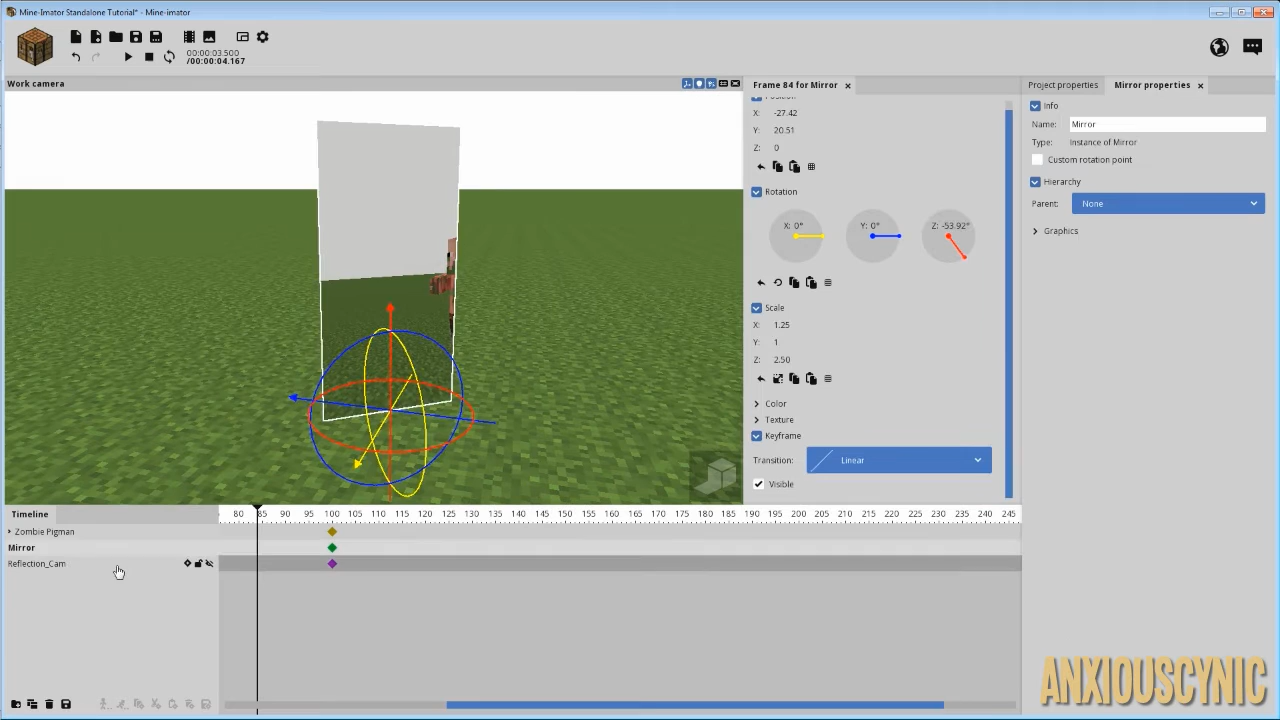 Mine-Imator Standalone Tutorial* - Mine-imator
00:00:03.500
/00:00:04.167
Work camera
Frame 84 for Mirror
Project properties
Mirror properties
X: -27.42
Y: 20.51
Z: 0
Rotation
X: 0°
Y: 0°
Z: -53.92°
Scale
X: 1.25
Y: 1
Z: 2.50
Color
Texture
Keyframe
Transition: Linear
Visible
Info
Name: Mirror
Type: Instance of Mirror
Custom rotation point
Hierarchy
Parent: None
Graphics
Timeline
80 85 90 95 100 105 110 115 120 125 130 135 140 145 150 155 160 165 170 175 180 185 190 195 200 205 210 215 220 225 230 235 240 245
Zombie Pigman
Mirror
Reflection_Cam
ANXIOUSCYNIC